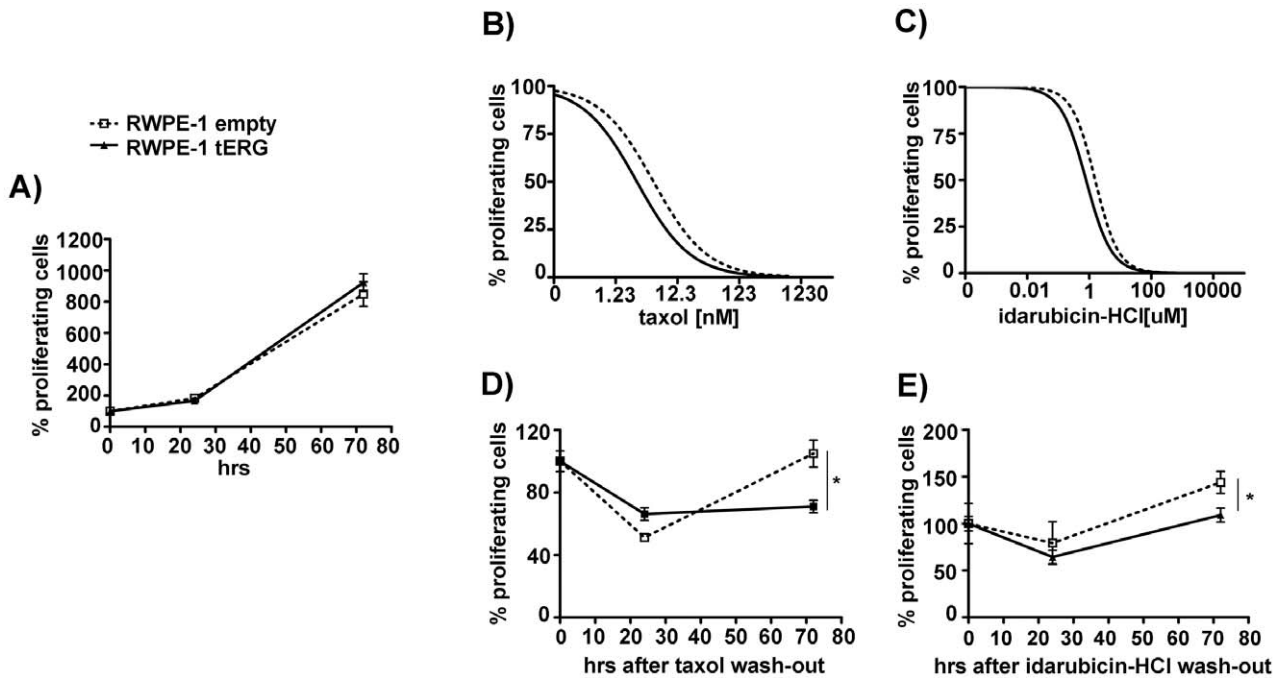 RWPE-1 empty
RWPE-1 tERG
A)
% proliferating cells
1200
1000
800
600
400
200
0
0 10 20 30 40 50 60 70 80
hrs
B)
% proliferating cells
100
75
50
25
0
0 1.23 12.3 123 1230
taxol [nM]
C)
% proliferating cells
100
75
50
25
0
0 0.01 1 100 10000
idarubicin-HCl[uM]
D)
% proliferating cells
120
80
40
0
*
0 10 20 30 40 50 60 70 80
hrs after taxol wash-out
E)
% proliferating cells
200
150
100
50
0
*
0 10 20 30 40 50 60 70 80
hrs after idarubicin-HCl wash-out